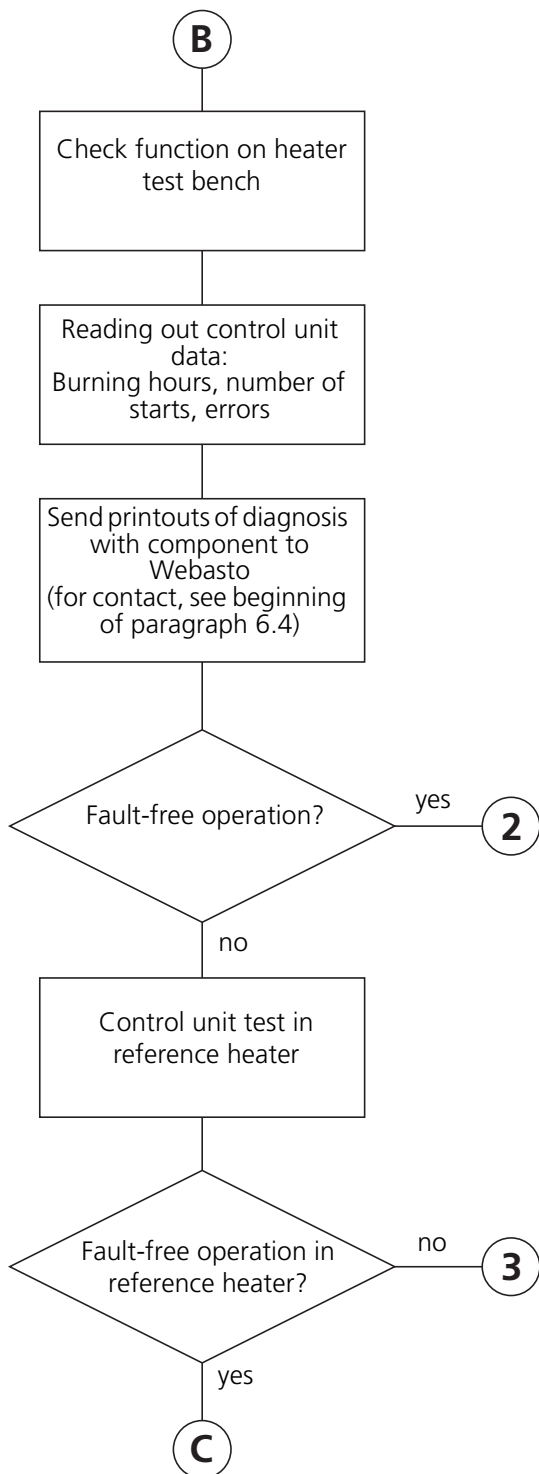 B
Check function on heater
test bench
Reading out control unit
data:
Burning hours, number of
starts, errors
Send printouts of diagnosis
with component to
Webasto
(for contact, see beginning
of paragraph 6.4)
Fault-free operation?
yes
2
no
Control unit test in
reference heater
Fault-free operation in
reference heater?
no
3
yes
C